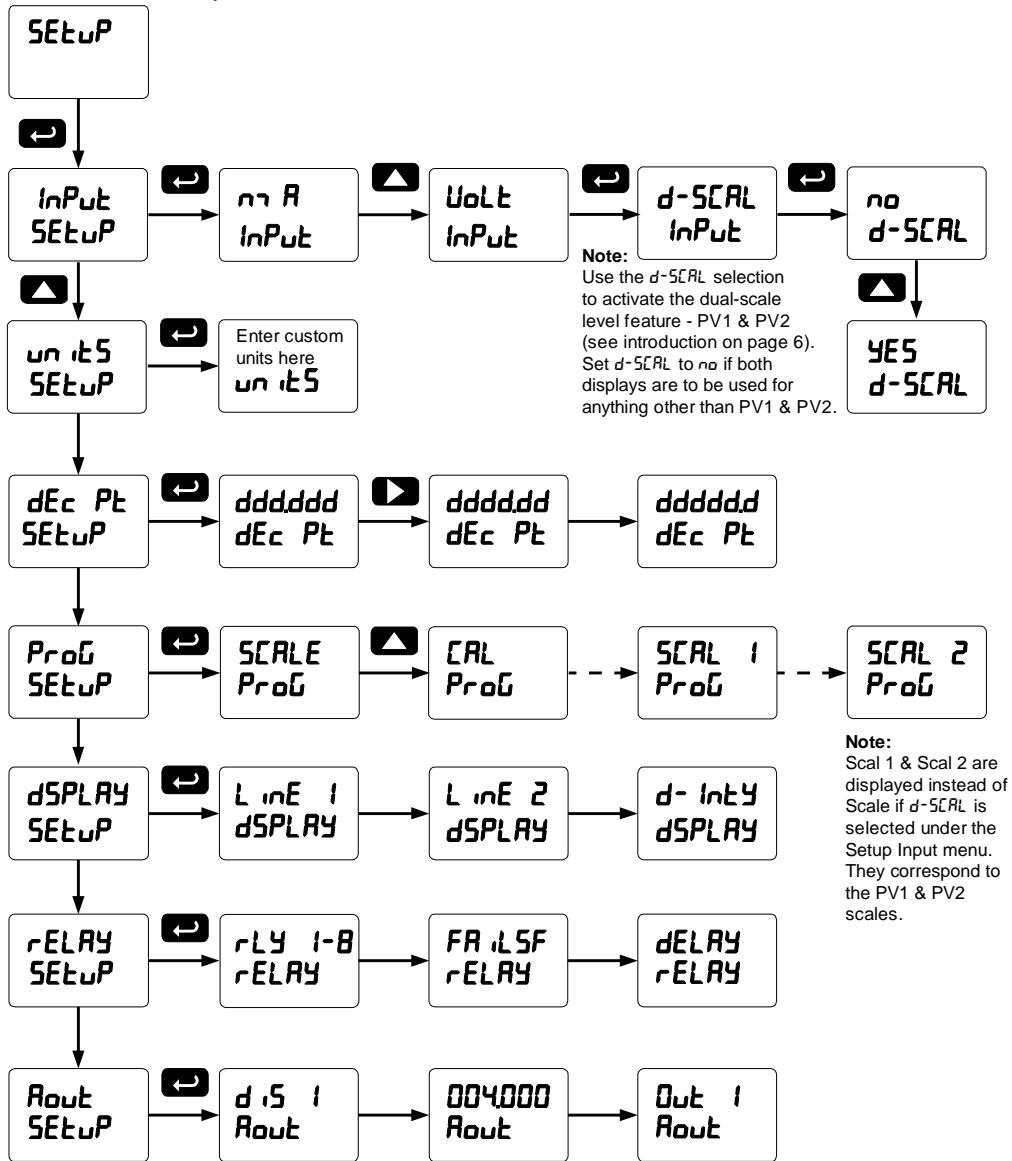 SEtuP
InPut
SEtuP
mA
InPut
VoLt
InPut
d-SCAL
InPut
no
d-SCAL
Note:
Use the d-SCAL selection
to activate the dual-scale
level feature - PV1 & PV2
(see introduction on page 6).
Set d-SCAL to no if both
displays are to be used for
anything other than PV1 & PV2.
YES
d-SCAL
unitS
SEtuP
Enter custom
units here
unitS
dEc Pt
SEtuP
ddd.ddd
dEc Pt
dddd.dd
dEc Pt
ddddd.d
dEc Pt
ProG
SEtuP
SCALE
ProG
CAL
ProG
SCAL 1
ProG
SCAL 2
ProG
Note:
Scal 1 & Scal 2 are
displayed instead of
Scale if d-SCAL is
selected under the
Setup Input menu.
They correspond to
the PV1 & PV2
scales.
dSPLAY
SEtuP
LinE 1
dSPLAY
LinE 2
dSPLAY
d-IntY
dSPLAY
rELAY
SEtuP
rLY 1-8
rELAY
FAiLSF
rELAY
dELAY
rELAY
Aout
SEtuP
diS 1
Aout
004.000
Aout
Out 1
Aout